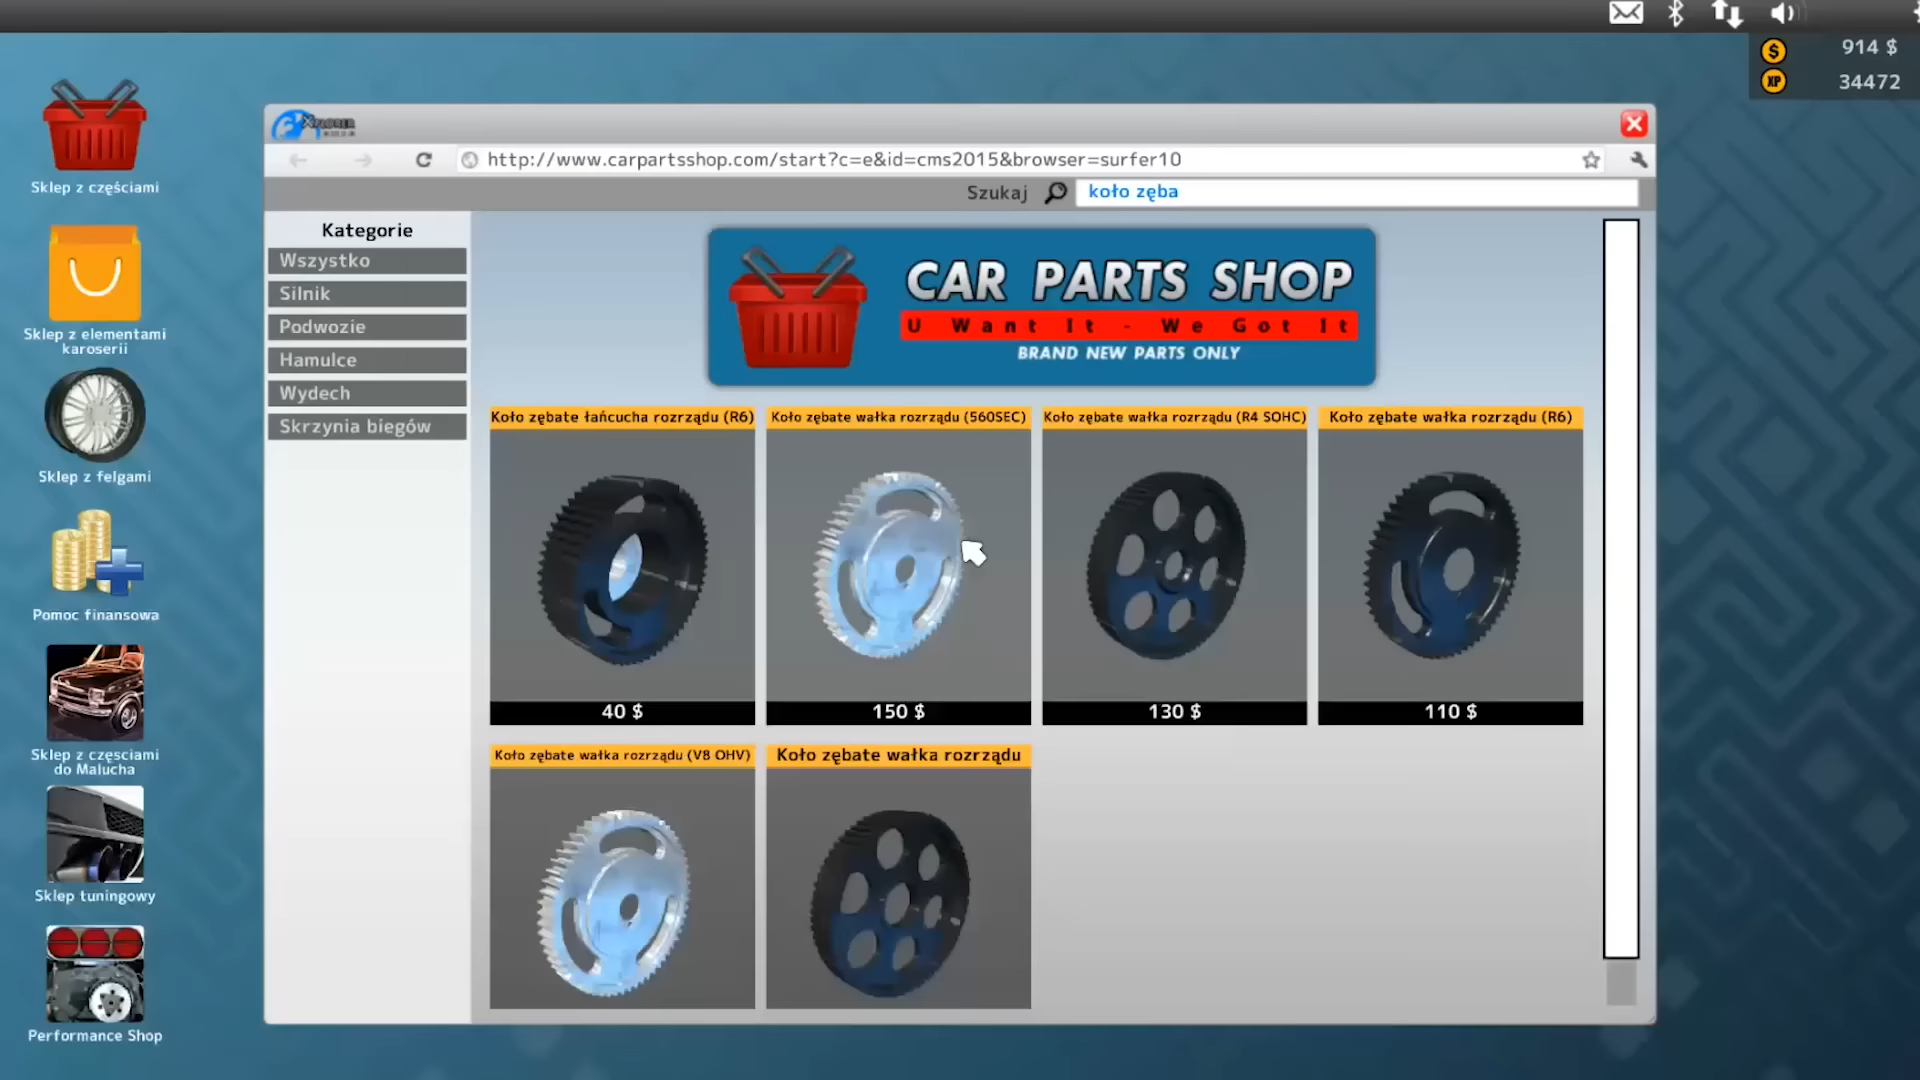 914 $
XP
34472
Sklep z częściami
Sklep z elementami
karoserii
Sklep z felgami
Pomoc finansowa
Sklep z częsciami
do Malucha
Sklep tuningowy
Performance Shop
XPLORER
http://www.carpartsshop.com/start?c=e&id=cms2015&browser=surfer10
Szukaj
koło zęba
Kategorie
Wszystko
Silnik
Podwozie
Hamulce
Wydech
Skrzynia biegów
CAR PARTS SHOP
U Want It - We Got It
BRAND NEW PARTS ONLY
Koło zębate łańcucha rozrządu (R6)
Koło zębate wałka rozrządu (560SEC)
Koło zębate wałka rozrządu (R4 SOHC)
Koło zębate wałka rozrządu (R6)
40 $
150 $
130 $
110 $
Koło zębate wałka rozrządu (V8 OHV)
Koło zębate wałka rozrządu